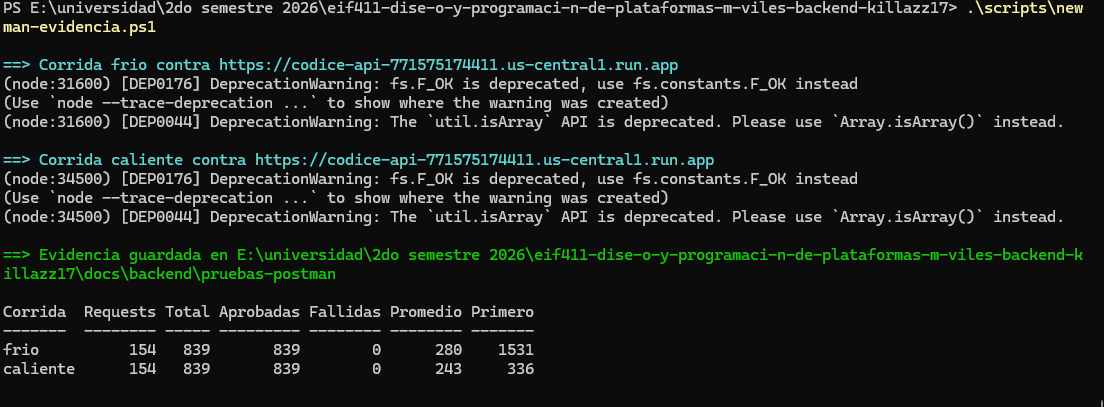 PS E:\universidad\2do semestre 2026\eif411-dise-o-y-programaci-n-de-plataformas-m-viles-backend-killazz17> .\scripts\new
man-evidencia.ps1
==> Corrida frio contra https://codice-api-771575174411.us-central1.run.app
(node:31600) [DEP0176] DeprecationWarning: fs.F_OK is deprecated, use fs.constants.F_OK instead
(Use `node --trace-deprecation ...` to show where the warning was created)
(node:31600) [DEP0044] DeprecationWarning: The `util.isArray` API is deprecated. Please use `Array.isArray()` instead.
==> Corrida caliente contra https://codice-api-771575174411.us-central1.run.app
(node:34500) [DEP0176] DeprecationWarning: fs.F_OK is deprecated, use fs.constants.F_OK instead
(Use `node --trace-deprecation ...` to show where the warning was created)
(node:34500) [DEP0044] DeprecationWarning: The `util.isArray` API is deprecated. Please use `Array.isArray()` instead.
==> Evidencia guardada en E:\universidad\2do semestre 2026\eif411-dise-o-y-programaci-n-de-plataformas-m-viles-backend-k
illazz17\docs\backend\pruebas-postman
Corrida  Requests Total Aprobadas Fallidas Promedio Primero
-------  -------- ----- --------- -------- -------- -------
frio          154   839       839        0      280    1531
caliente      154   839       839        0      243     336